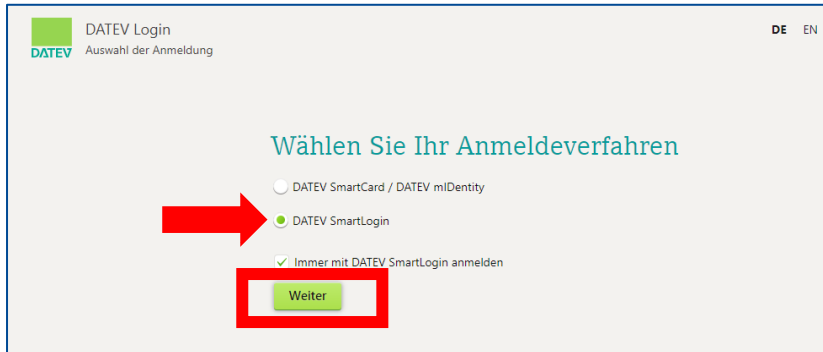 DATEV Login
DE EN
DATEV
Auswahl der Anmeldung
Wählen Sie Ihr Anmeldeverfahren
DATEV SmartCard / DATEV mIDentity
DATEV SmartLogin
Immer mit DATEV SmartLogin anmelden
Weiter